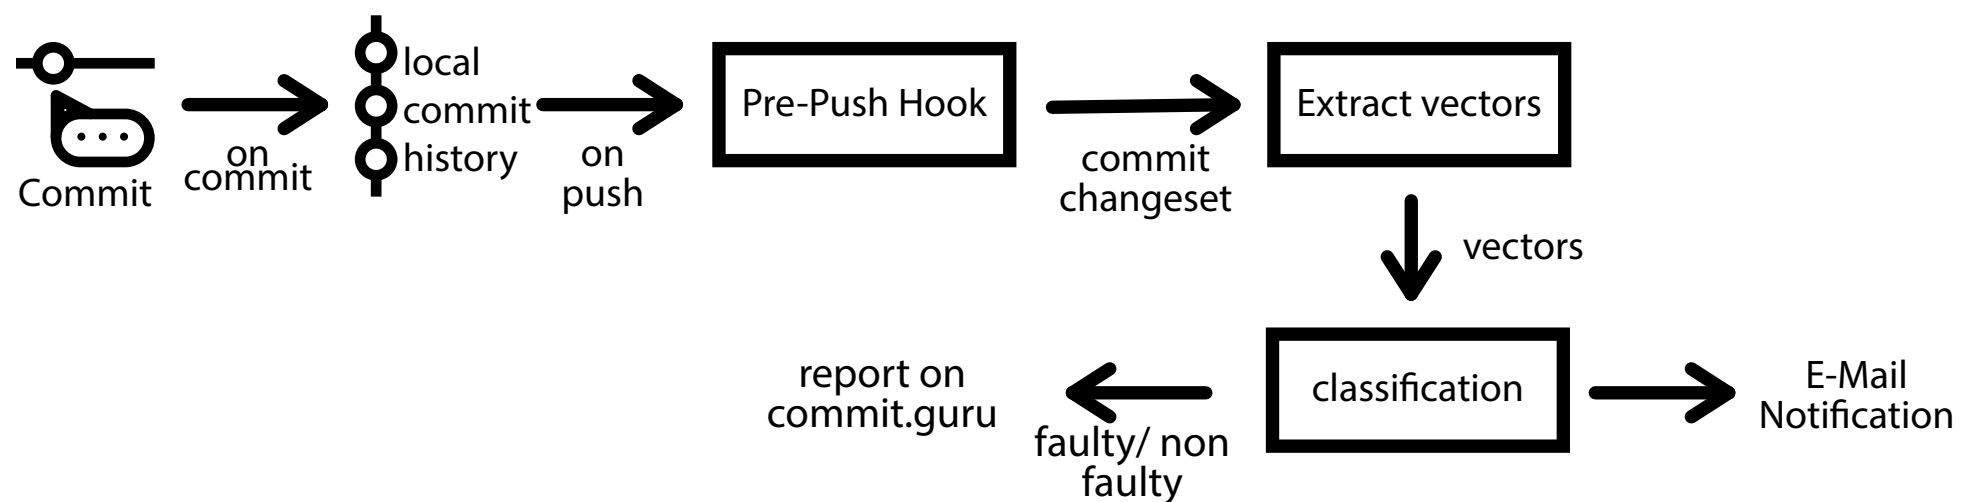 Commit
on
commit
local
commit
history
on
push
Pre-Push Hook
commit
changeset
Extract vectors
vectors
classification
faulty/ non
faulty
report on
commit.guru
E-Mail
Notification